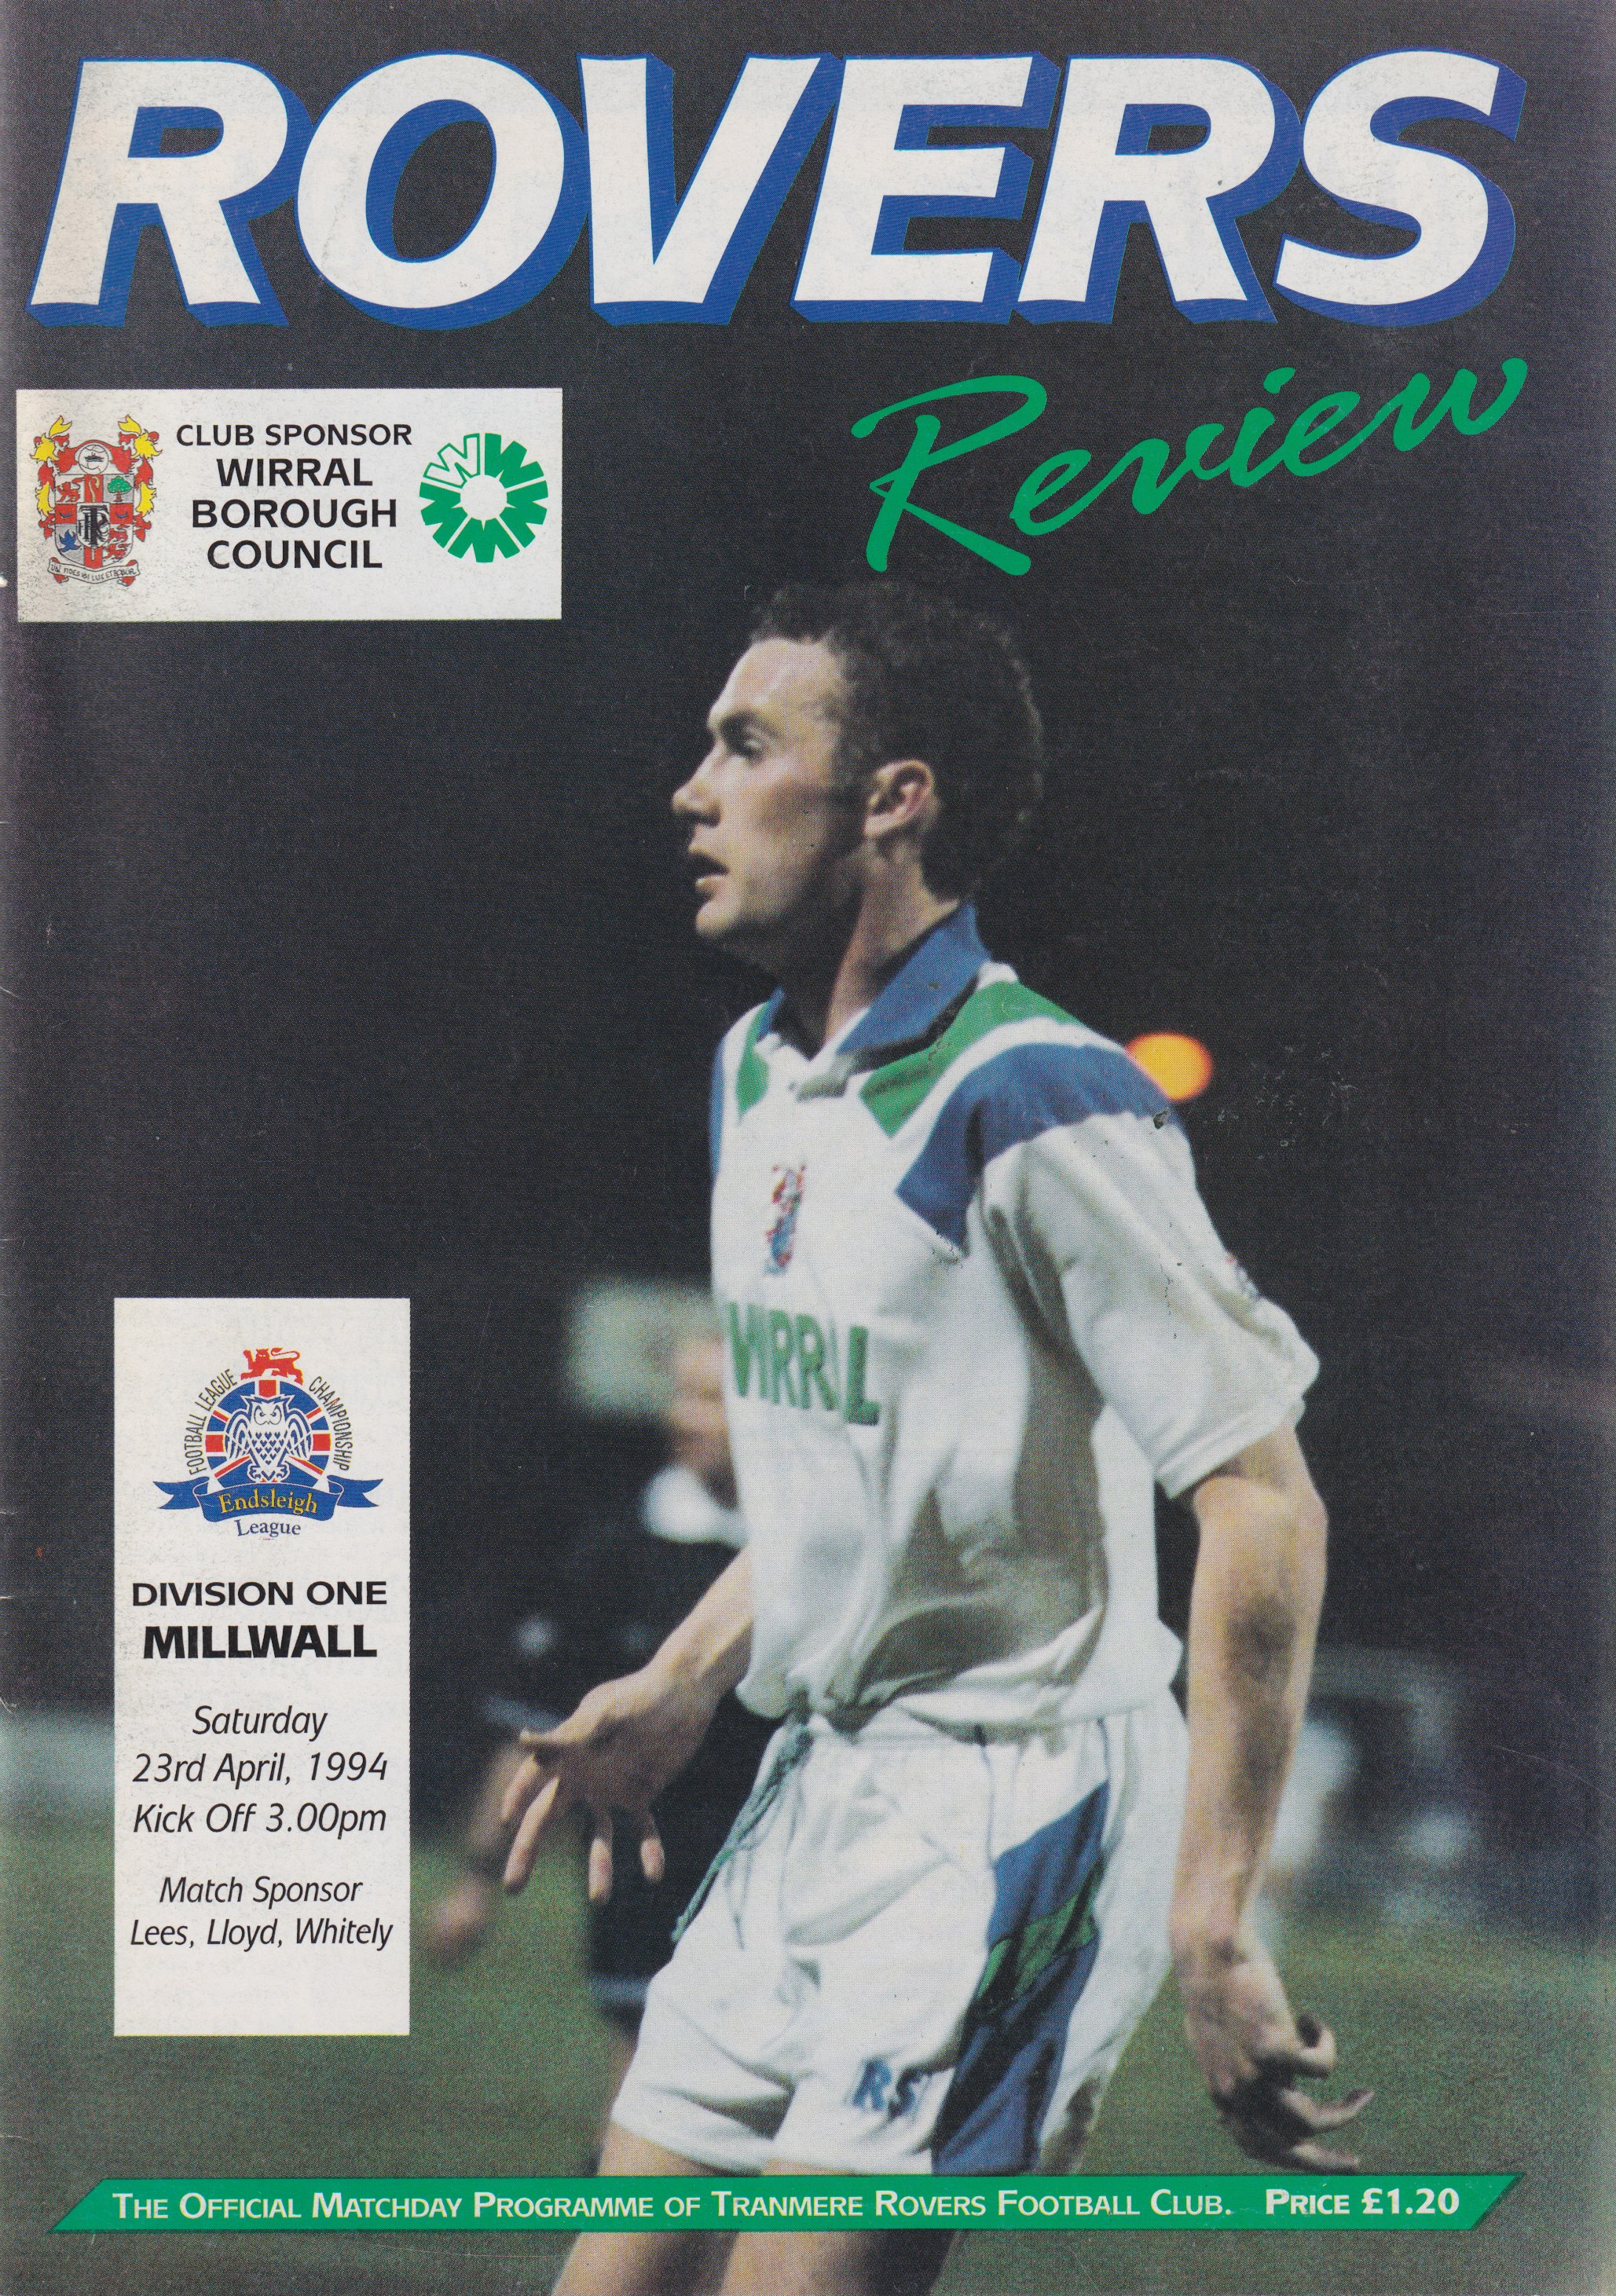 ROVERS
Review
CLUB SPONSOR
WIRRAL
BOROUGH
COUNCIL
FOOTBALL LEAGUE CHAMPIONSHIP
Endsleigh
League
DIVISION ONE
MILLWALL
Saturday
23rd April, 1994
Kick Off 3.00pm
Match Sponsor
Lees, Lloyd, Whitely
WIRRAL
RS
THE OFFICIAL MATCHDAY PROGRAMME OF TRANMERE ROVERS FOOTBALL CLUB. PRICE £1.20